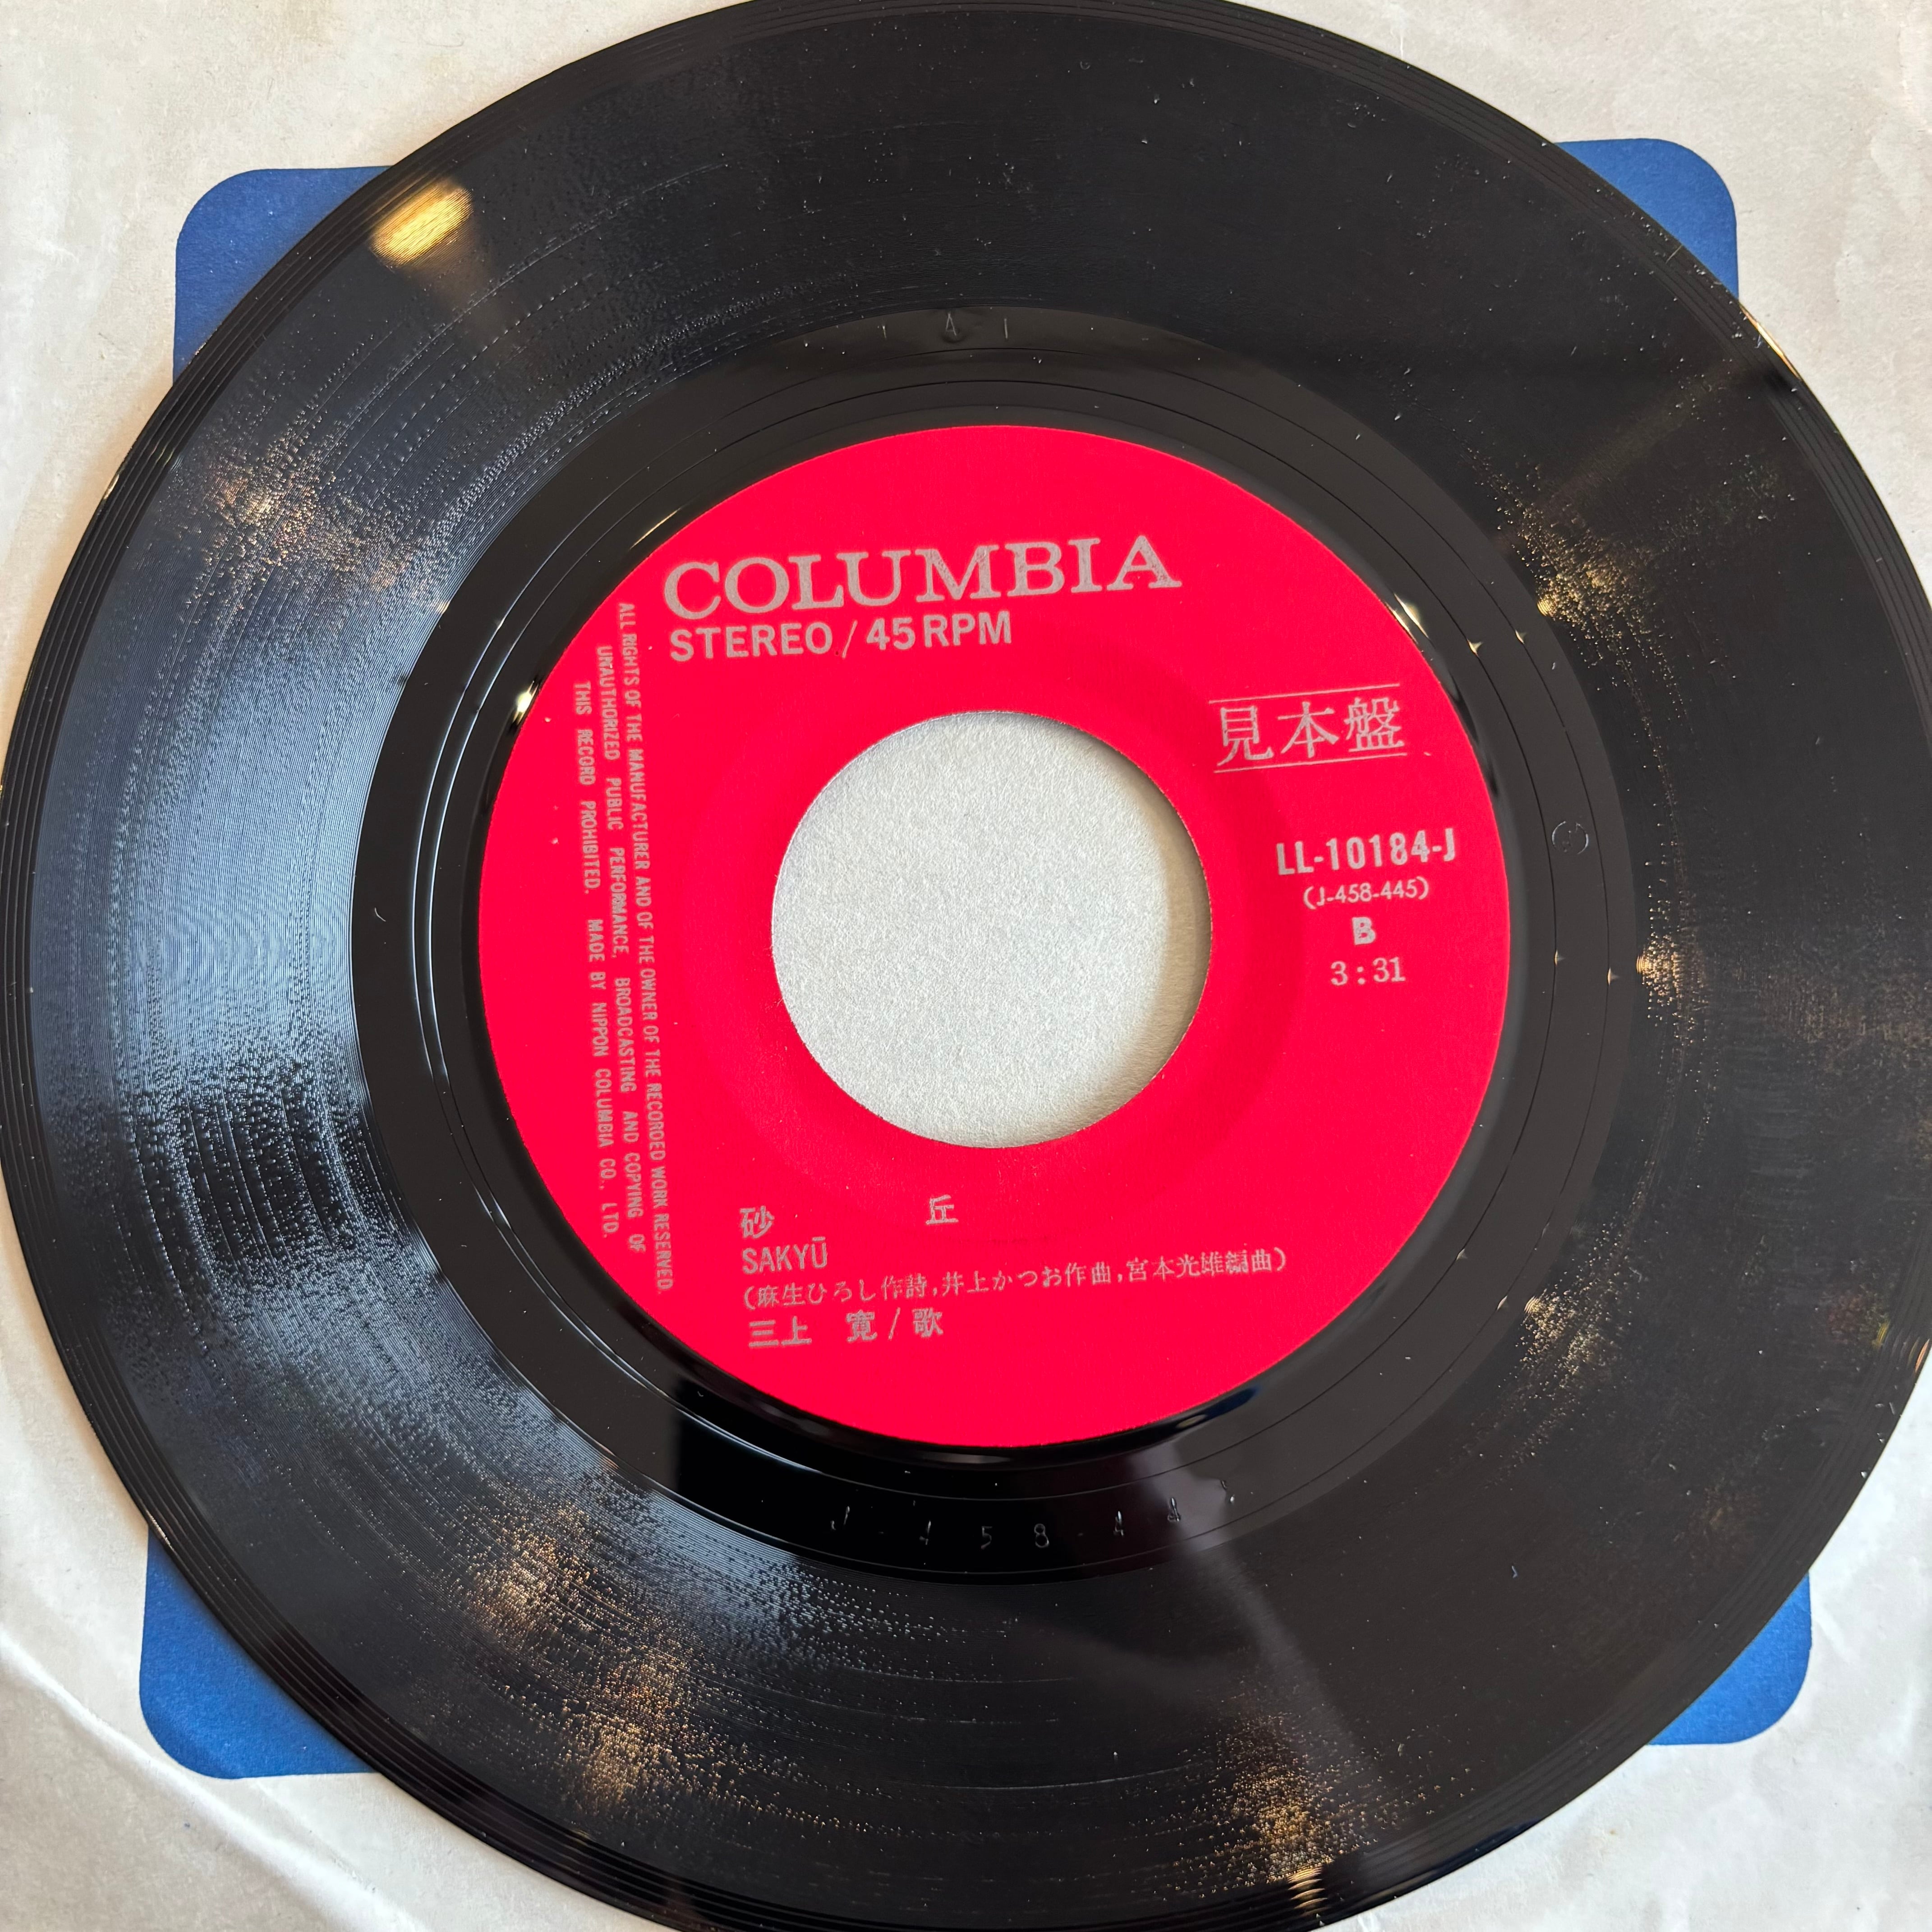 COLUMBIA
STEREO / 45 RPM
見本盤
LL-10184-J
(J-458-445)
B
3:31
砂 丘
SAKYŪ
(麻生ひろし作詩,井上かつお作曲,宮本光雄編曲)
三上 寛 / 歌
ALL RIGHTS OF THE MANUFACTURER AND OF THE OWNER OF THE RECORDED WORK RESERVED.
UNAUTHORIZED PUBLIC PERFORMANCE, BROADCASTING AND COPYING OF
THIS RECORD PROHIBITED. MADE BY NIPPON COLUMBIA CO., LTD.
1 A 1